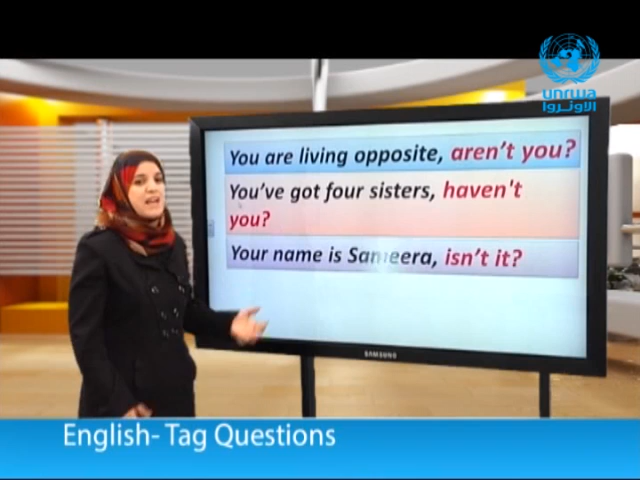 unrwa
الأونروا
You are living opposite, aren't you?
You've got four sisters, haven't
you?
Your name is Sameera, isn't it?
SAMSUNG
English- Tag Questions